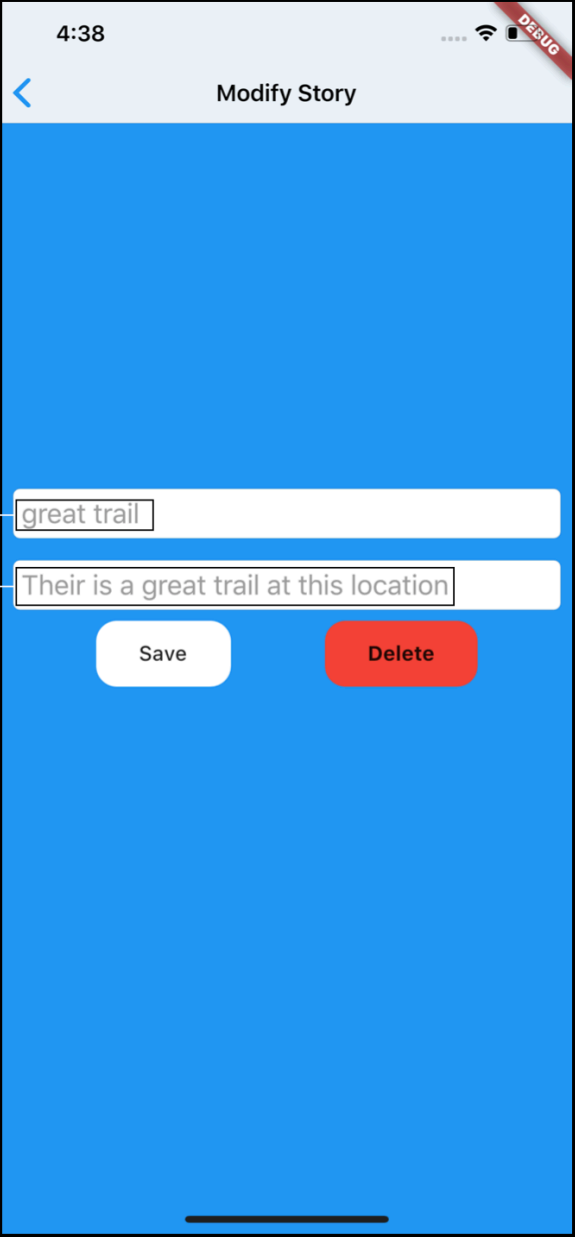 4:38
DEBUG
Modify Story
great trail
Their is a great trail at this location
Save
Delete